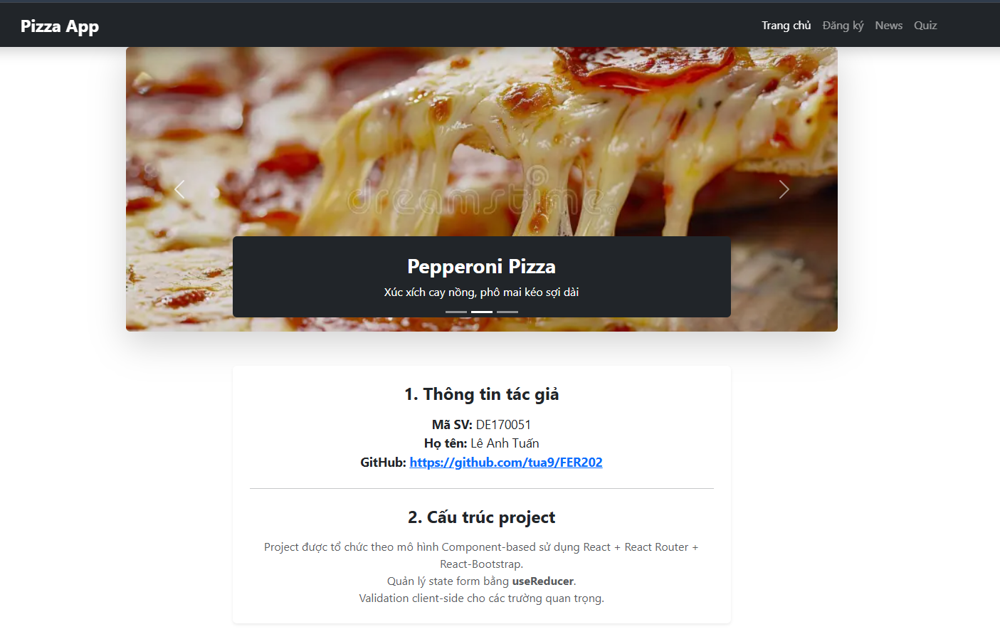 Pizza App
Trang chủ Đăng ký News Quiz
dreamstime
Pepperoni Pizza
Xúc xích cay nồng, phô mai kéo sợi dài
1. Thông tin tác giả
Mã SV: DE170051
Họ tên: Lê Anh Tuấn
GitHub: https://github.com/tua9/FER202
2. Cấu trúc project
Project được tổ chức theo mô hình Component-based sử dụng React + React Router +
React-Bootstrap.
Quản lý state form bằng useReducer.
Validation client-side cho các trường quan trọng.